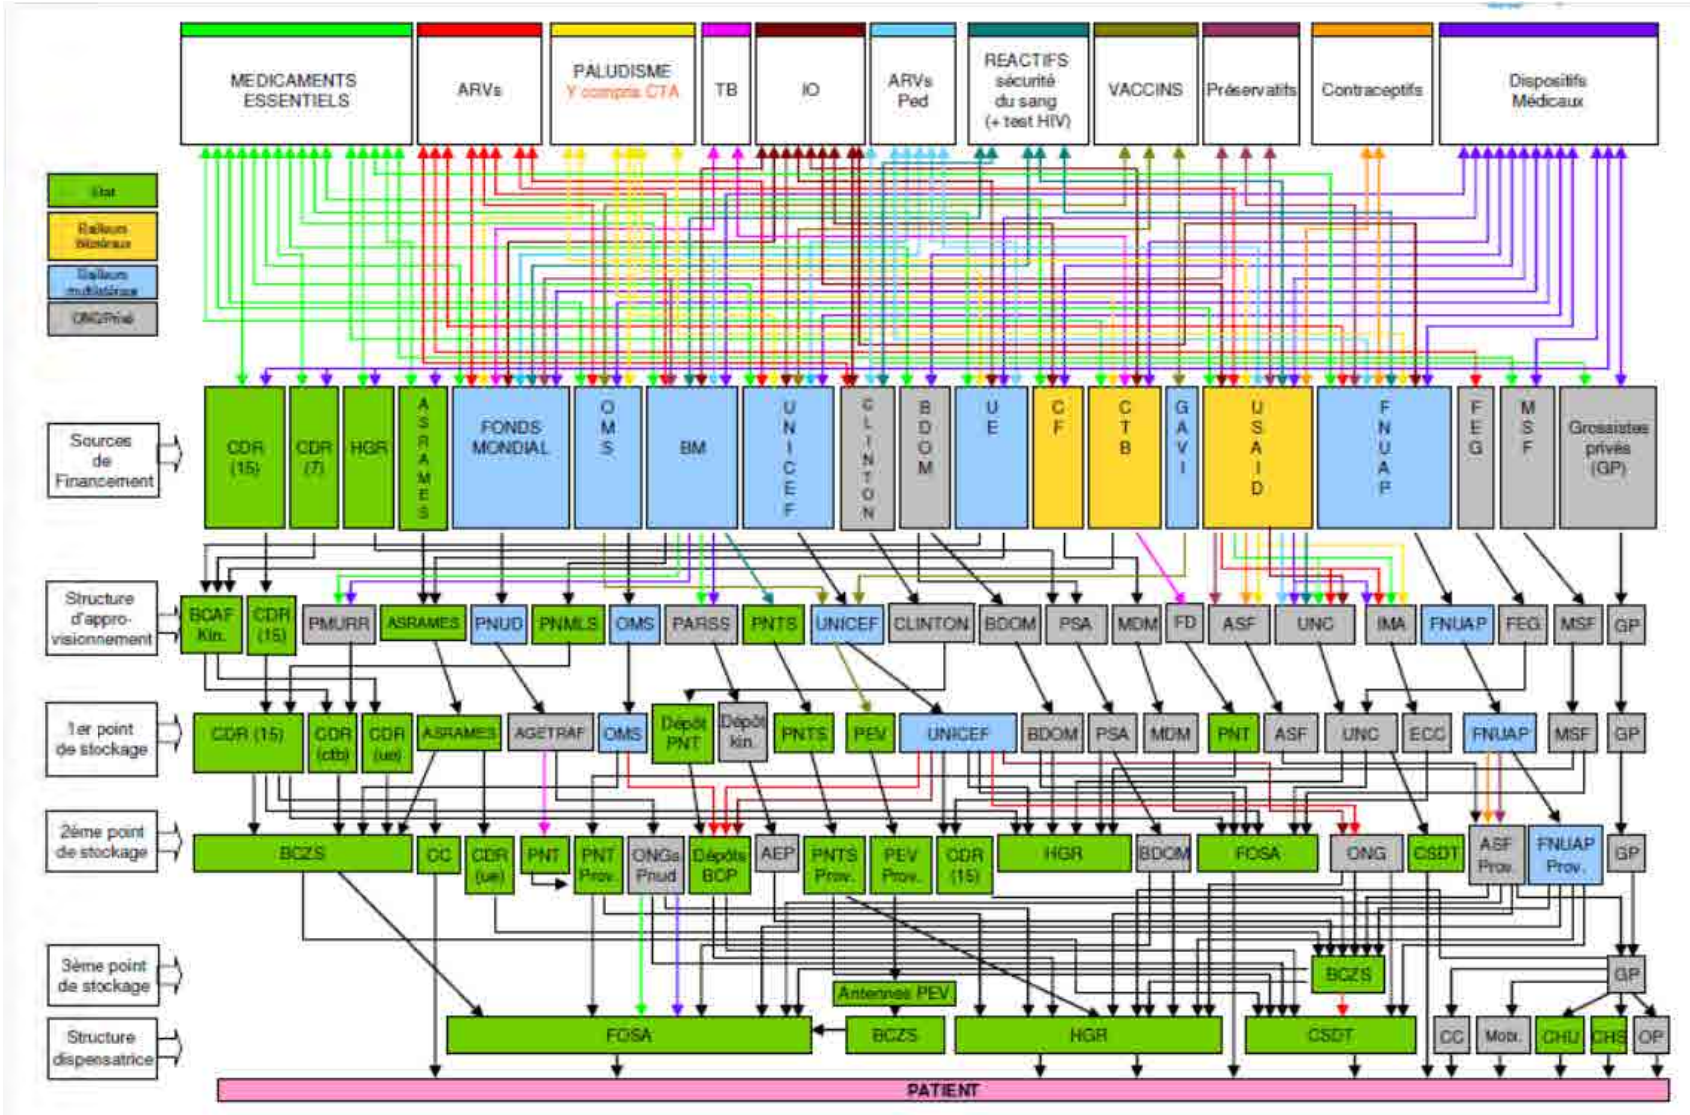 MEDICAMENTS
ESSENTIELS
ARVs
PALUDISME
Y compris CTA
TB
IO
ARVs
Ped
REACTIFS
sécurité
du sang
(+ test HIV)
VACCINS
Préservatifs
Contraceptifs
Dispositifs
Médicaux
Etat
Bailleurs
bilatéraux
Bailleurs
multilatéraux
ONG/Privé
Sources
de
Financement
CDR
(15)
CDR
(7)
HGR
ASRAMES
FONDS
MONDIAL
OMS
BM
UNICEF
CLINTON
BDOM
UE
CF
CTB
GAVI
USAID
FNUAP
FEG
MSF
Grossistes
privés
(GP)
Structure
d'appro-
visionnement
BCAF
Kin.
CDR
(15)
PMURR
ASRAMES
PNUD
PNMLS
OMS
PARSS
PNTS
UNICEF
CLINTON
BDOM
PSA
MDM
FD
ASF
UNC
IMA
FNUAP
FEG
MSF
GP
1er point
de stockage
CDR (15)
CDR
(ctb)
CDR
(ue)
ASRAMES
AGETRAF
OMS
Dépôt
PNT
Dépôt
kin.
PNTS
PEV
UNICEF
BDOM
PSA
MDM
PNT
ASF
UNC
ECC
FNUAP
MSF
GP
2ème point
de stockage
BCZS
CC
CDR
(ue)
PNT
PNT
Prov.
ONGs
Pnud
Dépôts
BCP
AEP
PNTS
Prov.
PEV
Prov.
CDR
(15)
HGR
BDOM
FOSA
ONG
CSDT
ASF
Prov.
FNUAP
Prov.
GP
3ème point
de stockage
Antennes PEV
BCZS
GP
Structure
dispensatrice
FOSA
BCZS
HGR
CSDT
CC
Mobi.
CHU
CHS
OP
PATIENT